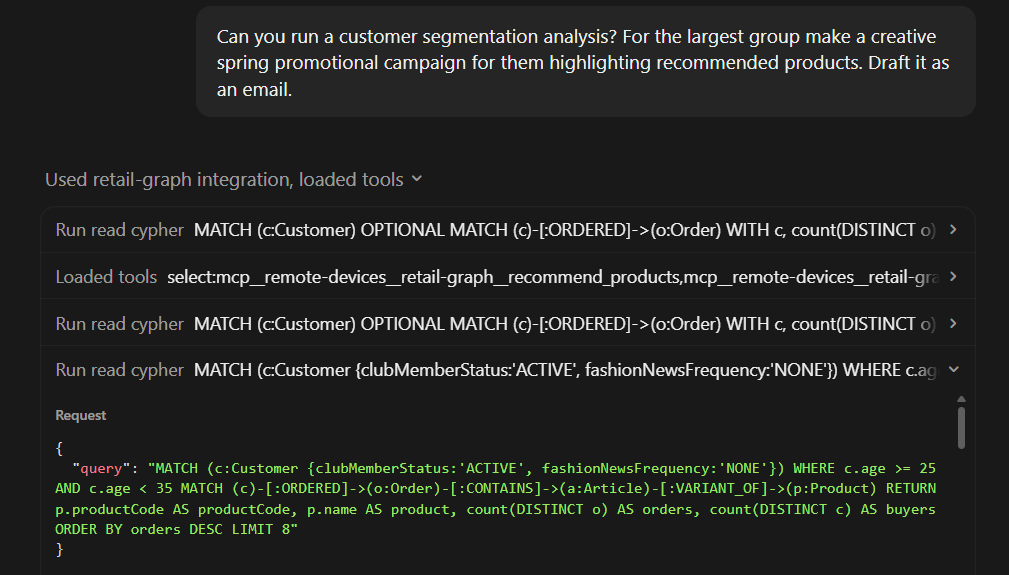 Can you run a customer segmentation analysis? For the largest group make a creative
spring promotional campaign for them highlighting recommended products. Draft it as
an email.
Used retail-graph integration, loaded tools
Run read cypher MATCH (c:Customer) OPTIONAL MATCH (c)-[:ORDERED]->(o:Order) WITH c, count(DISTINCT o)
Loaded tools select:mcp__remote-devices__retail-graph__recommend_products,mcp__remote-devices__retail-gra
Run read cypher MATCH (c:Customer) OPTIONAL MATCH (c)-[:ORDERED]->(o:Order) WITH c, count(DISTINCT o)
Run read cypher MATCH (c:Customer {clubMemberStatus:'ACTIVE', fashionNewsFrequency:'NONE'}) WHERE c.ag
Request
{
"query": "MATCH (c:Customer {clubMemberStatus:'ACTIVE', fashionNewsFrequency:'NONE'}) WHERE c.age >= 25
AND c.age < 35 MATCH (c)-[:ORDERED]->(o:Order)-[:CONTAINS]->(a:Article)-[:VARIANT_OF]->(p:Product) RETURN
p.productCode AS productCode, p.name AS product, count(DISTINCT o) AS orders, count(DISTINCT c) AS buyers
ORDER BY orders DESC LIMIT 8"
}